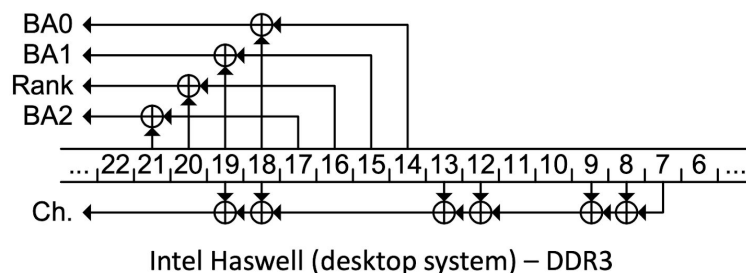 BA0
BA1
Rank
BA2
... 22 21 20 19 18 17 16 15 14 13 12 11 10 9 8 7 6 ...
Ch.
Intel Haswell (desktop system) – DDR3